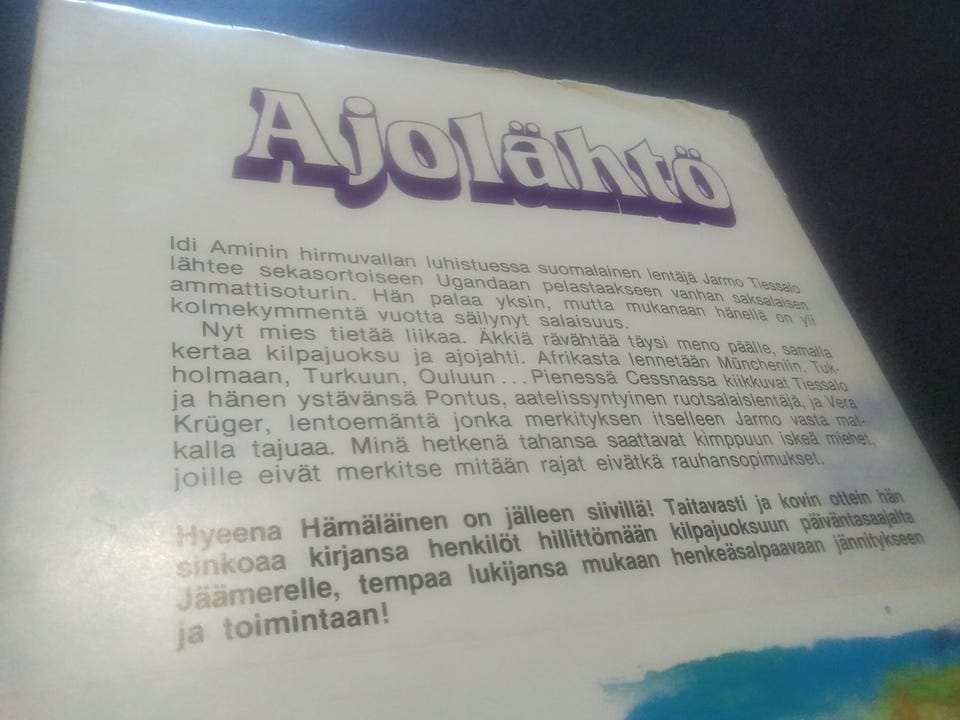 Ajolähtö
Idi Aminin hirmuvallan luhistuessa suomalainen lentäjä Jarmo Tiessalo
lähtee sekasortoiseen Ugandaan pelastaakseen vanhan saksalaisen
ammattisoturin. Hän palaa yksin, mutta mukanaan hänellä on yli
kolmekymmentä vuotta säilynyt salaisuus.
Nyt mies tietää liikaa. Äkkiä rävähtää täysi meno päälle, samalla
kertaa kilpajuoksu ja ajojahti. Afrikasta lennetään Müncheniin, Tuk-
holmaan, Turkuun, Ouluun... Pienessä Cessnassa kiikkuvat Tiessalo
ja hänen ystävänsä Pontus, aatelissyntyinen ruotsalaislentäjä, ja Vera
Krüger, lentoemäntä jonka merkityksen itselleen Jarmo vasta mat-
kalla tajuaa. Minä hetkenä tahansa saattavat kimppuun iskeä miehet,
joille eivät merkitse mitään rajat eivätkä rauhansopimukset.
Hyeena Hämäläinen on jälleen siivillä! Taitavasti ja kovin ottein hän
sinkoaa kirjansa henkilöt hillittömään kilpajuoksuun päiväntasaajalta
Jäämerelle, tempaa lukijansa mukaan henkeäsalpaavaan jännitykseen
ja toimintaan!